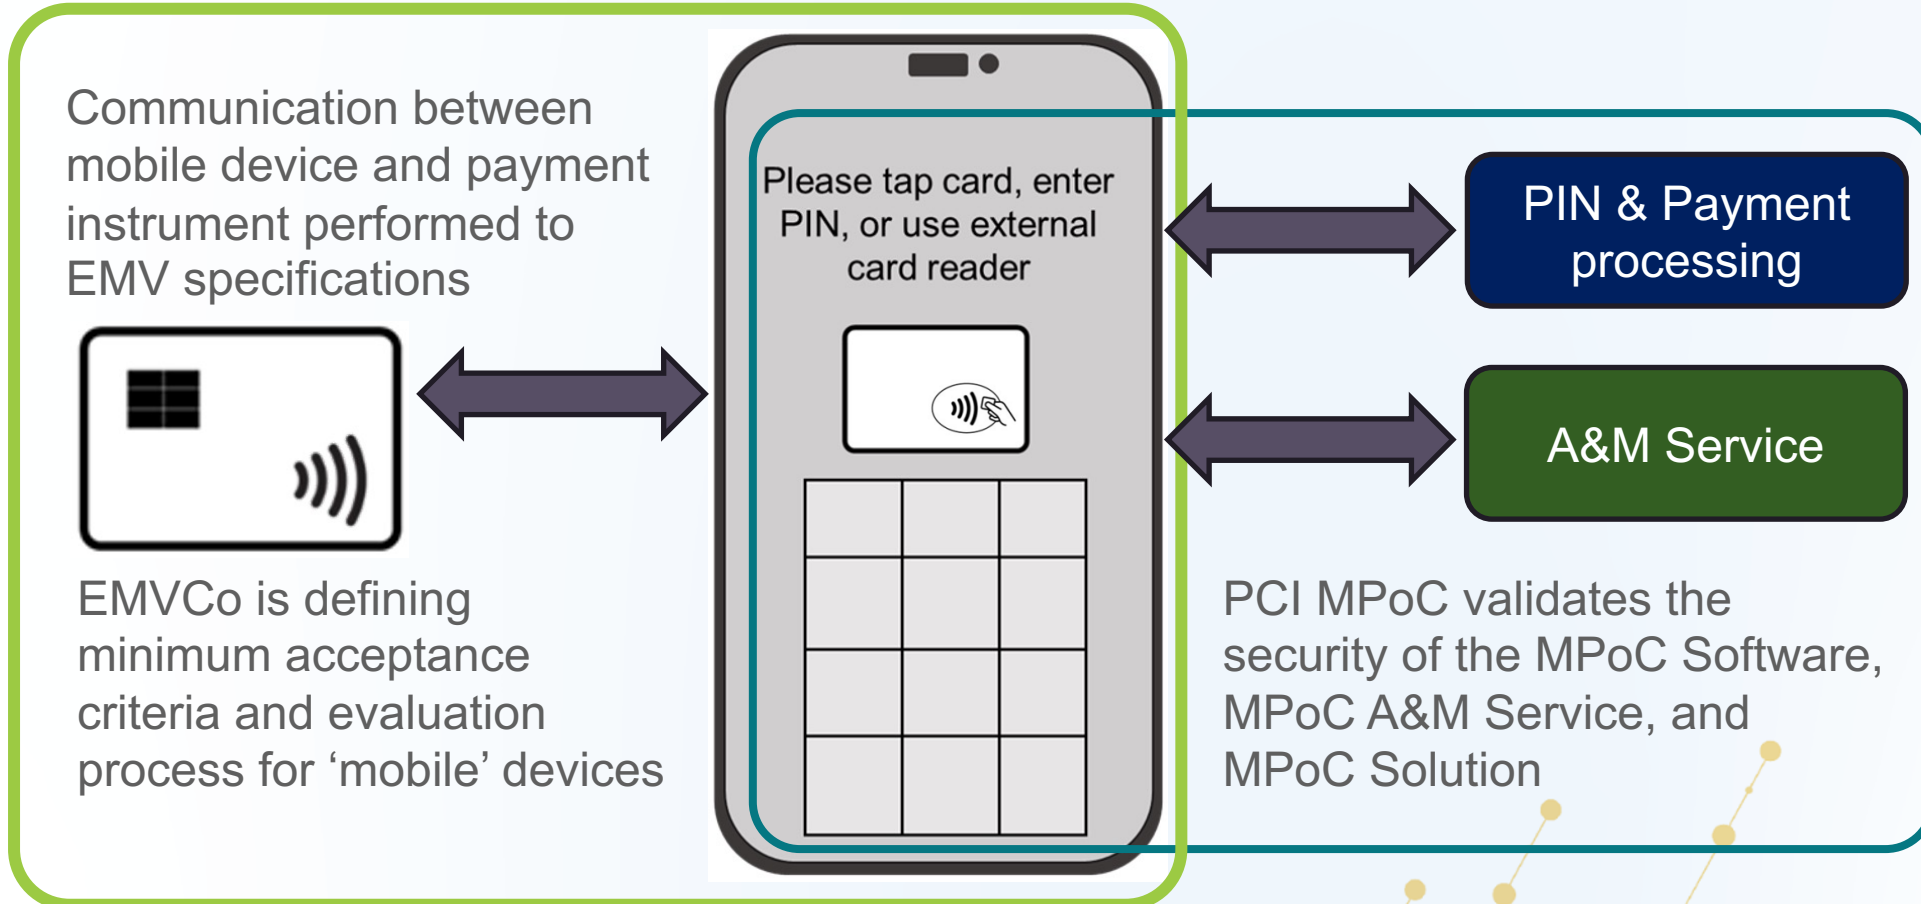 Communication between
mobile device and payment
instrument performed to
EMV specifications
EMVCo is defining
minimum acceptance
criteria and evaluation
process for ‘mobile’ devices
Please tap card, enter
PIN, or use external
card reader
PIN & Payment
processing
A&M Service
PCI MPoC validates the
security of the MPoC Software,
MPoC A&M Service, and
MPoC Solution